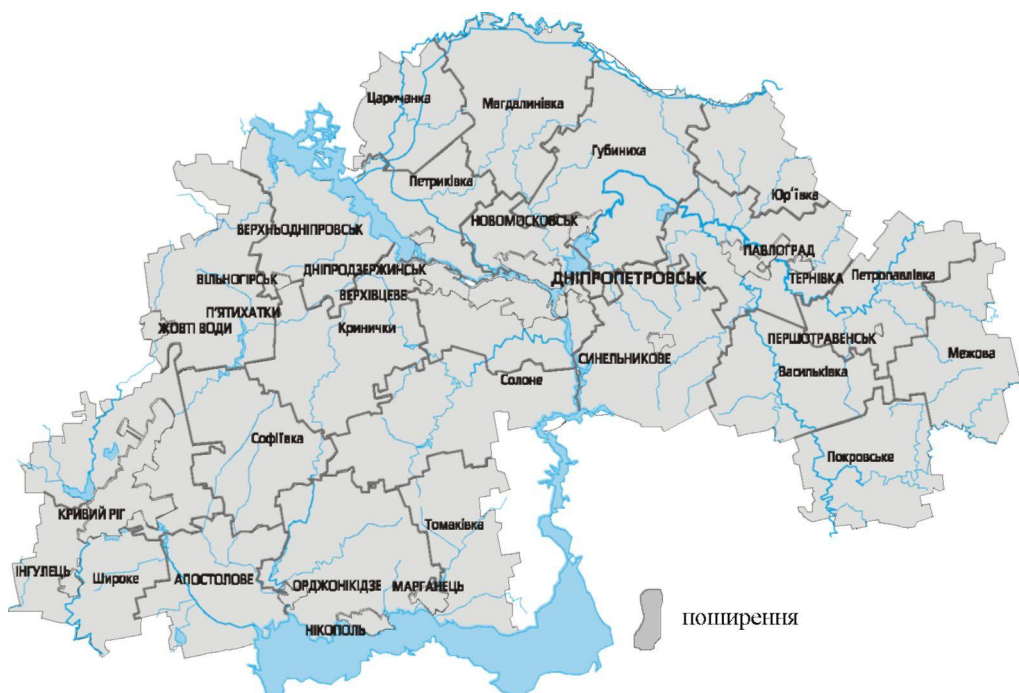 Царичанка
Магдалинівка
Губиниха
Петриківка
Юр'ївка
НОВОМОСКОВСЬК
ВЕРХНЬОДНІПРОВСЬК
ПАВЛОГРАД
ДНІПРОДЗЕРЖИНСЬК
ДНІПРОПЕТРОВСЬК
ТЕРНІВКА
Петропавлівка
ВІЛЬНОГІРСЬК
ВЕРХІВЦЕВЕ
П'ЯТИХАТКИ
ЖОВТІ ВОДИ
Кринички
ПЕРШОТРАВЕНСЬК
Межова
СИНЕЛЬНИКОВЕ
Васильківка
Солоне
Софіївка
Покровське
КРИВИЙ РІГ
Томаківка
ІНГУЛЕЦЬ
Широке
АПОСТОЛОВЕ
ОРДЖОНІКІДЗЕ
МАРГАНЕЦЬ
НІКОПОЛЬ
поширення